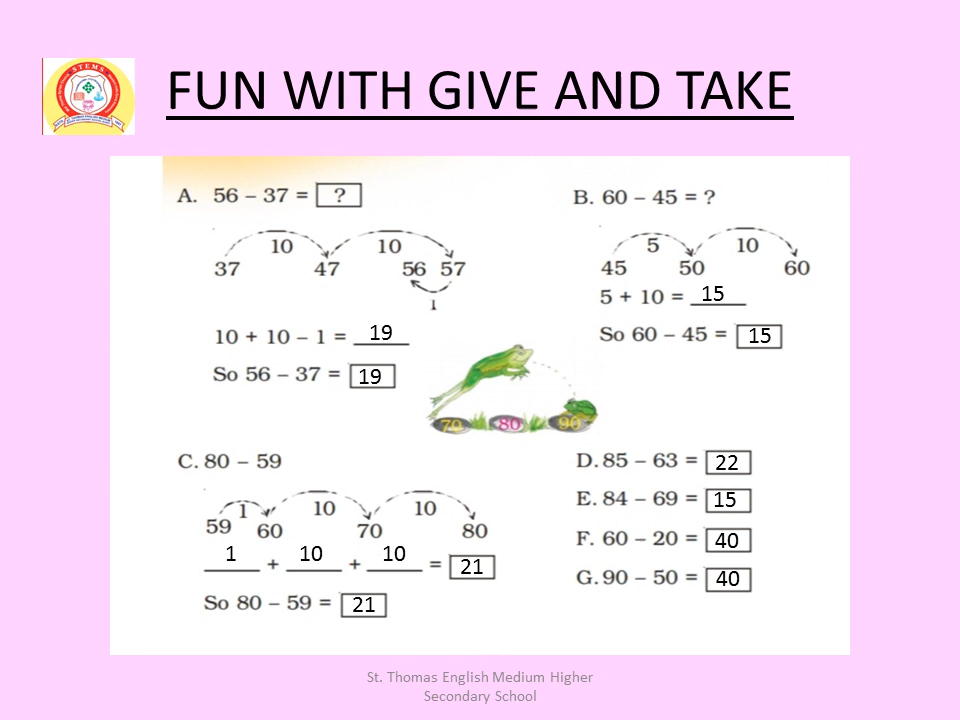 FUN WITH GIVE AND TAKE
STEMS
A. 56 – 37 = ?
10 10
37 47 56 57
1
10 + 10 – 1 = 19
So 56 – 37 = 19
B. 60 – 45 = ?
5 10
45 50 60
5 + 10 = 15
So 60 – 45 = 15
70 80 90
C. 80 – 59
1 10 10
59 60 70 80
1 + 10 + 10 = 21
So 80 – 59 = 21
D. 85 – 63 = 22
E. 84 – 69 = 15
F. 60 – 20 = 40
G. 90 – 50 = 40
St. Thomas English Medium Higher
Secondary School